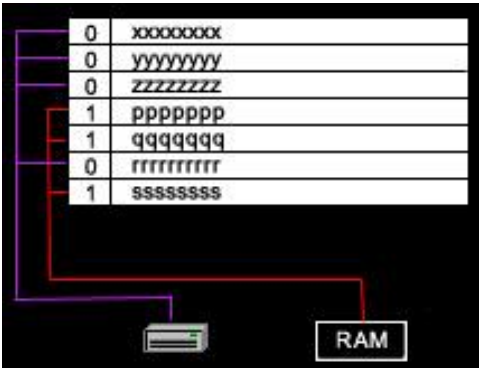 0 xxxxxxxx
0 yyyyyyyy
0 zzzzzzzz
1 ppppppp
1 qqqqqqq
0 rrrrrrrrrr
1 ssssssss
RAM